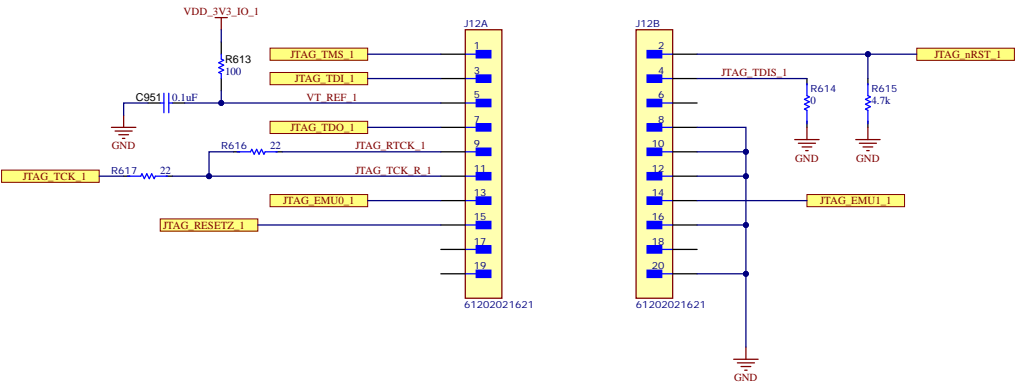 VDD_3V3_IO_1
J12A
J12B
JTAG_TMS_1
1
2
JTAG_nRST_1
R613
100
JTAG_TDI_1
3
4
JTAG_TDIS_1
R614
0
R615
4.7k
C951
0.1uF
VT_REF_1
5
6
GND
JTAG_TDO_1
7
8
GND
GND
R616
22
JTAG_RTCK_1
9
10
JTAG_TCK_1
R617
22
JTAG_TCK_R_1
11
12
JTAG_EMU0_1
13
14
JTAG_EMU1_1
JTAG_RESETZ_1
15
16
17
18
19
20
61202021621
61202021621
GND